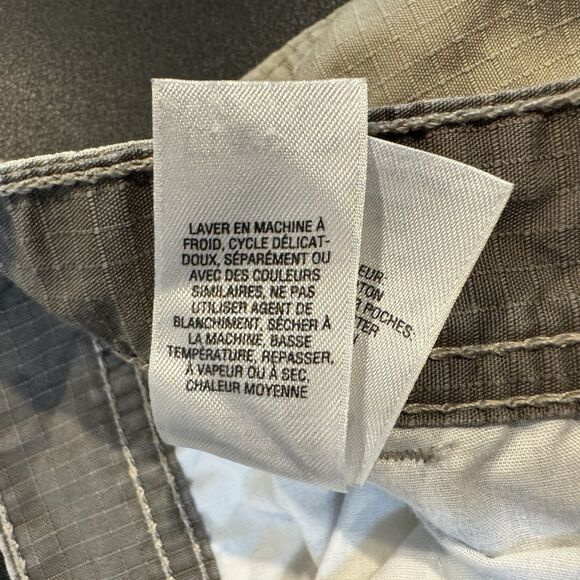 LAVER EN MACHINE À
FROID, CYCLE DÉLICAT-
DOUX, SÉPARÉMENT OU
AVEC DES COULEURS
SIMILAIRES, NE PAS
UTILISER AGENT DE
BLANCHIMENT, SÉCHER À
LA MACHINE, BASSE
TEMPÉRATURE, REPASSER,
À VAPEUR OU À SEC,
CHALEUR MOYENNE
POCHES: